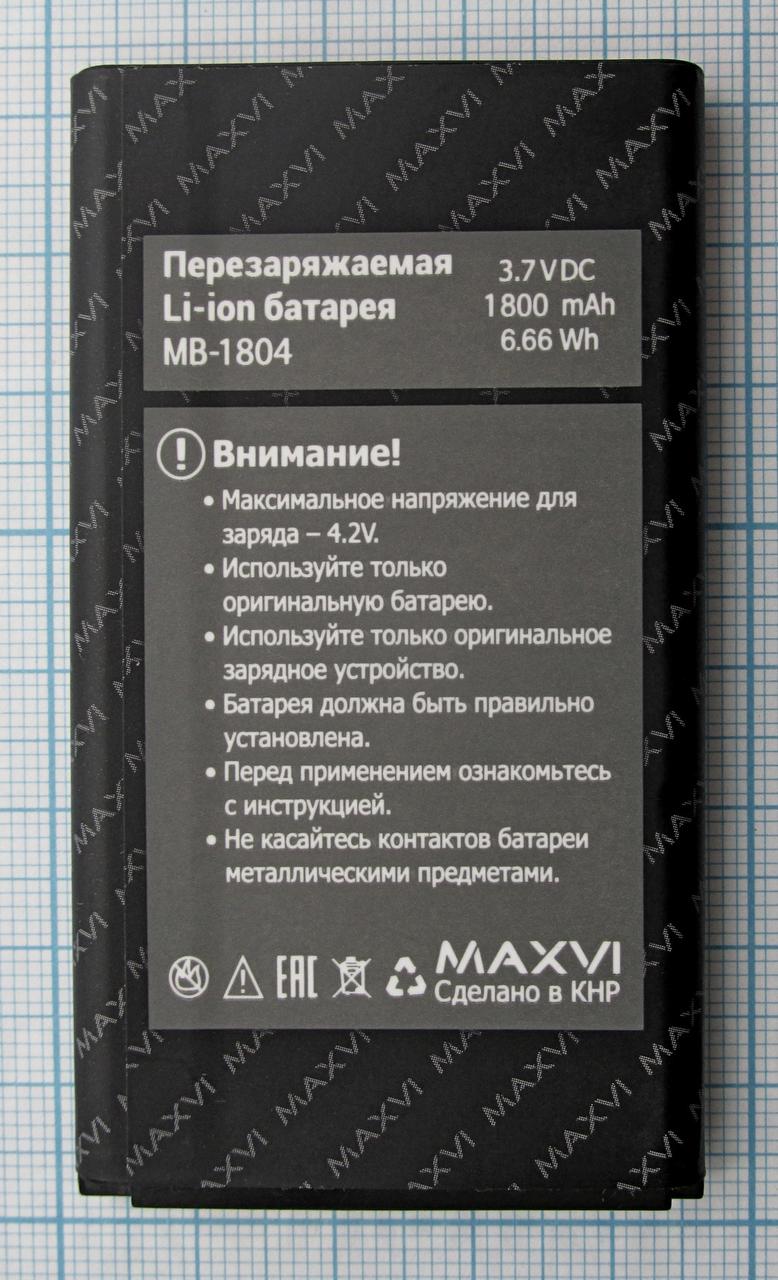 Перезаряжаемая
Li-ion батарея
MB-1804
3.7 V DC
1800 mAh
6.66 Wh
Внимание!
• Максимальное напряжение для
заряда – 4.2V.
• Используйте только
оригинальную батарею.
• Используйте только оригинальное
зарядное устройство.
• Батарея должна быть правильно
установлена.
• Перед применением ознакомьтесь
с инструкцией.
• Не касайтесь контактов батареи
металлическими предметами.
EAC
MAXVI
Сделано в КНР